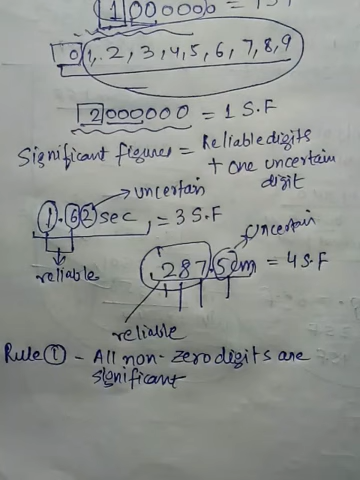 1000000 = 1 S.F
0 1, 2, 3, 4, 5, 6, 7, 8, 9
2000000 = 1 S.F
Significant figures = Reliable digits
+ one uncertain
digit
uncertain
1.62 sec, = 3 S.F
uncertain
reliable
287.5 cm = 4 S.F
reliable
Rule ① - All non-zero digits are
significant